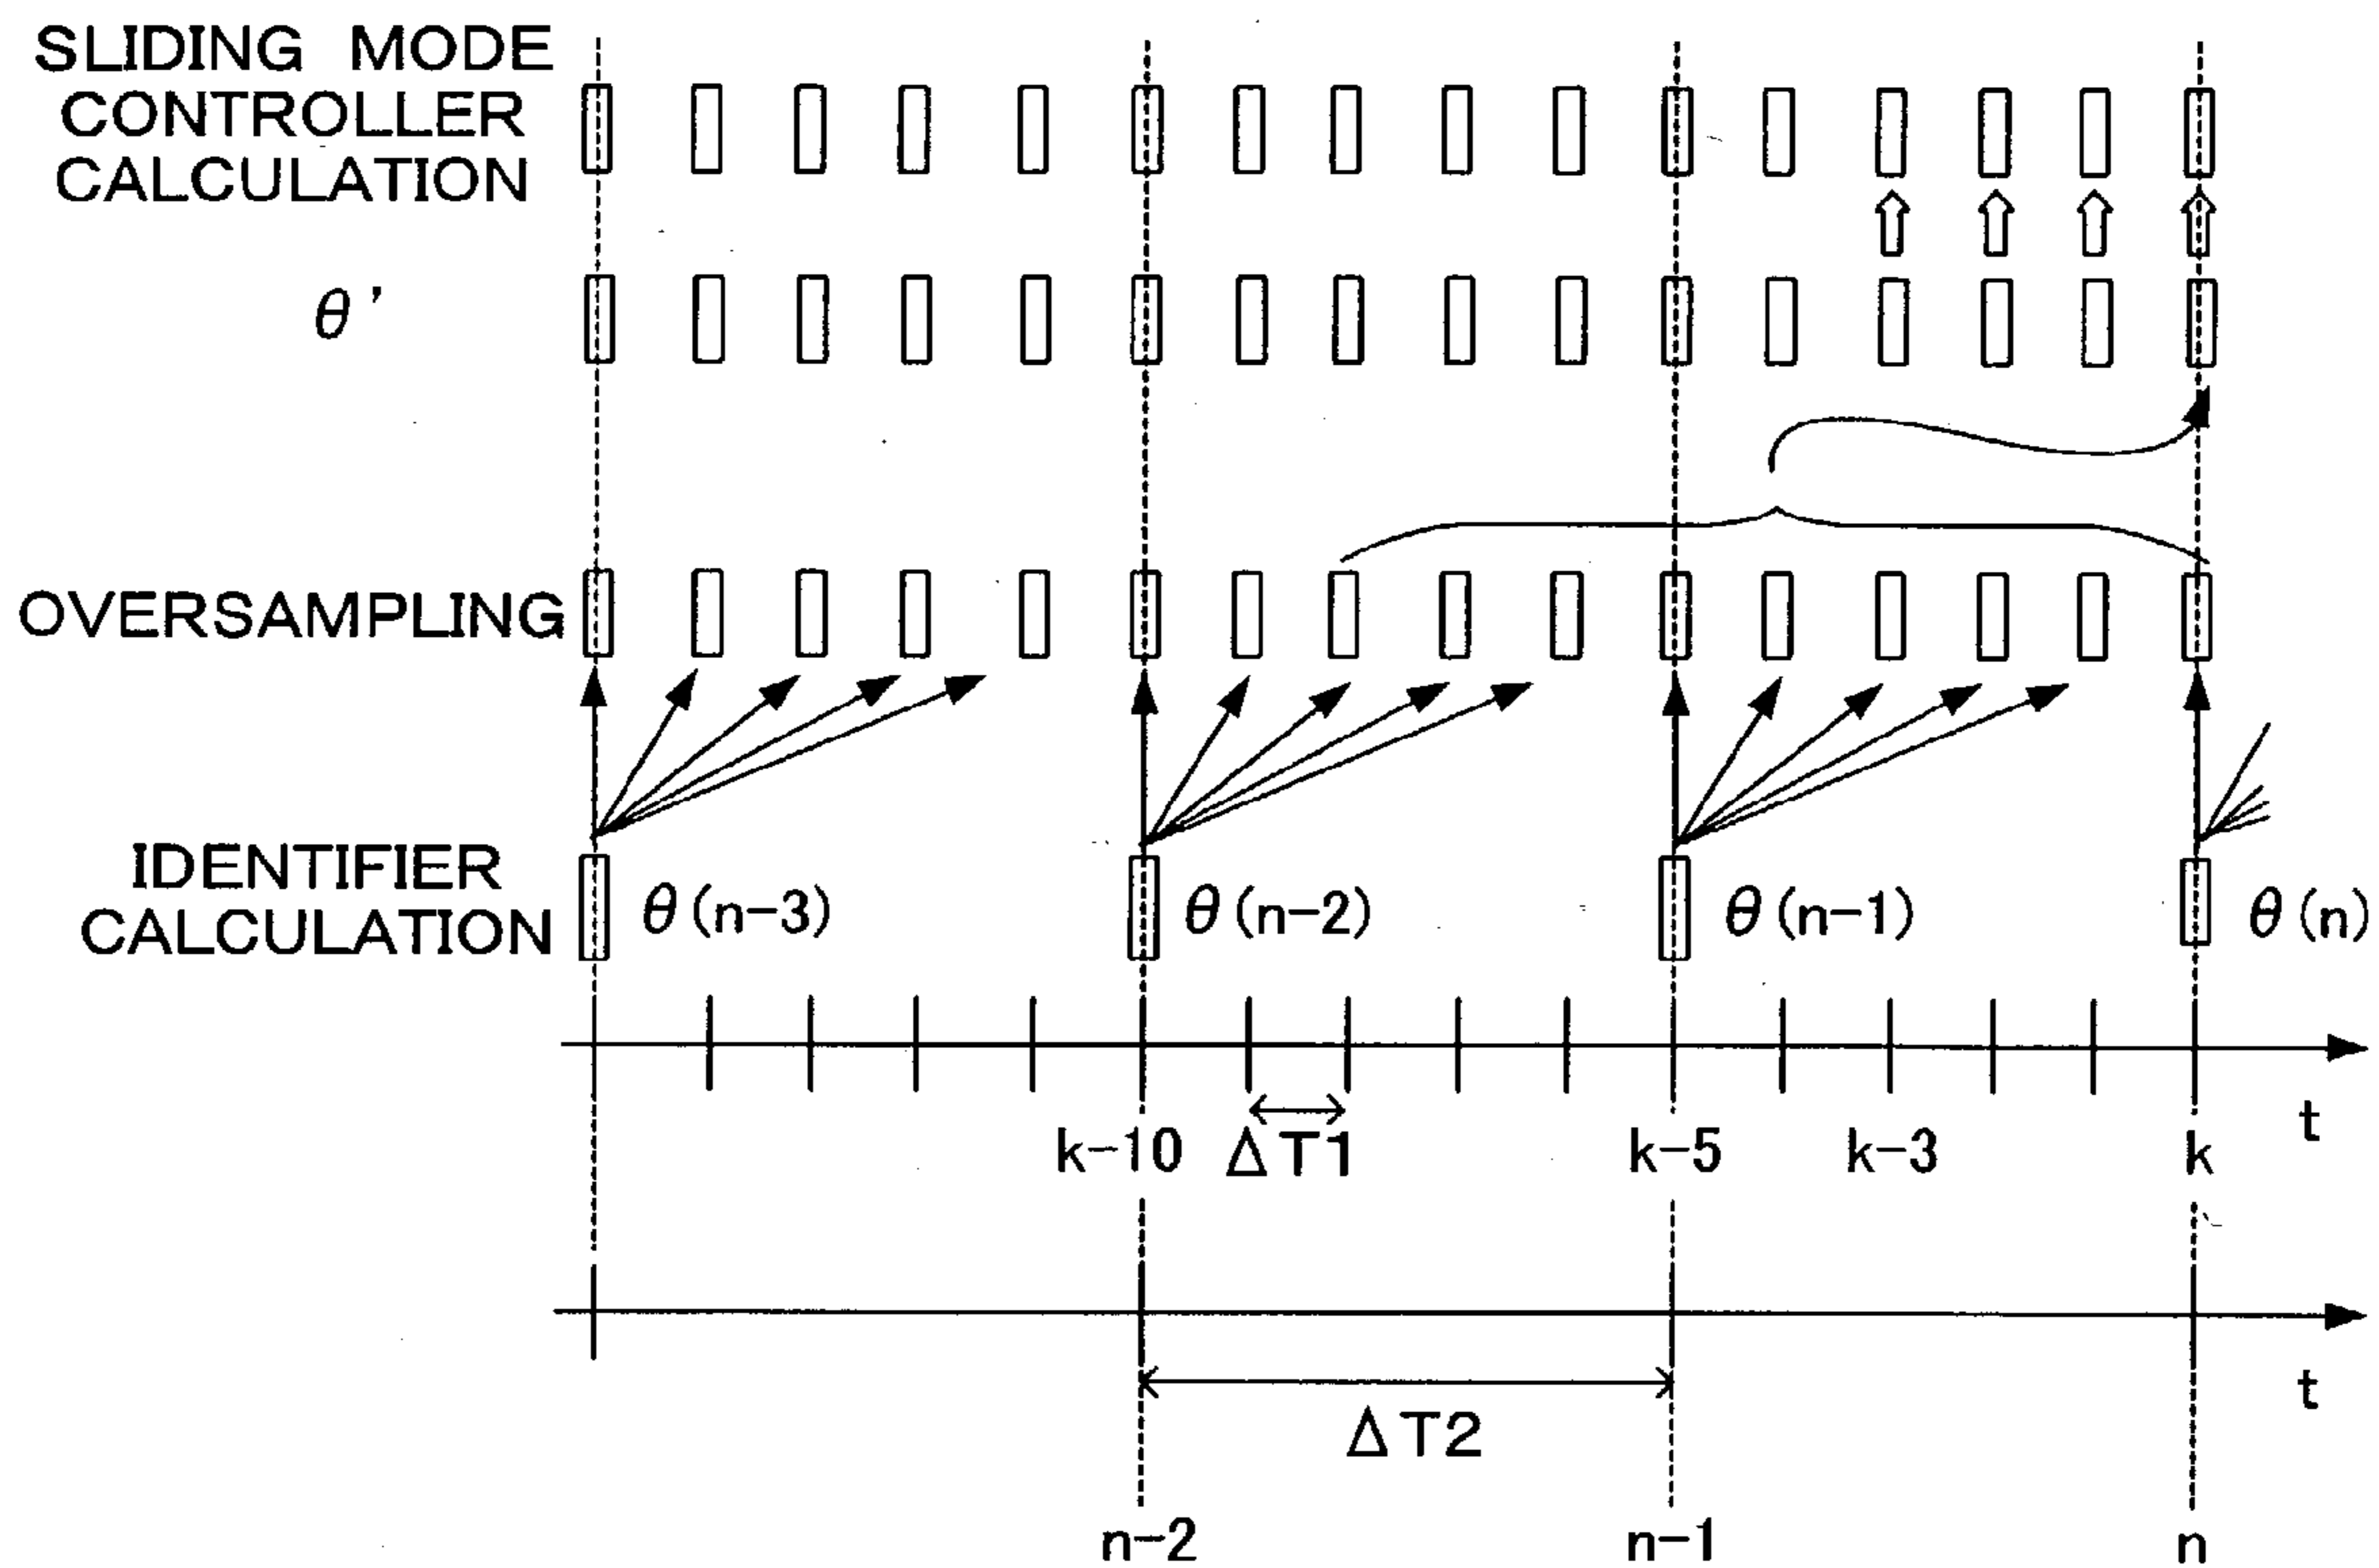 SLIDING MODE
CONTROLLER
CALCULATION
θ'
OVERSAMPLING
IDENTIFIER
CALCULATION
θ(n-3)
θ(n-2)
θ(n-1)
θ(n)
k-10
ΔT1
k-5
k-3
k
t
ΔT2
t
n-2
n-1
n